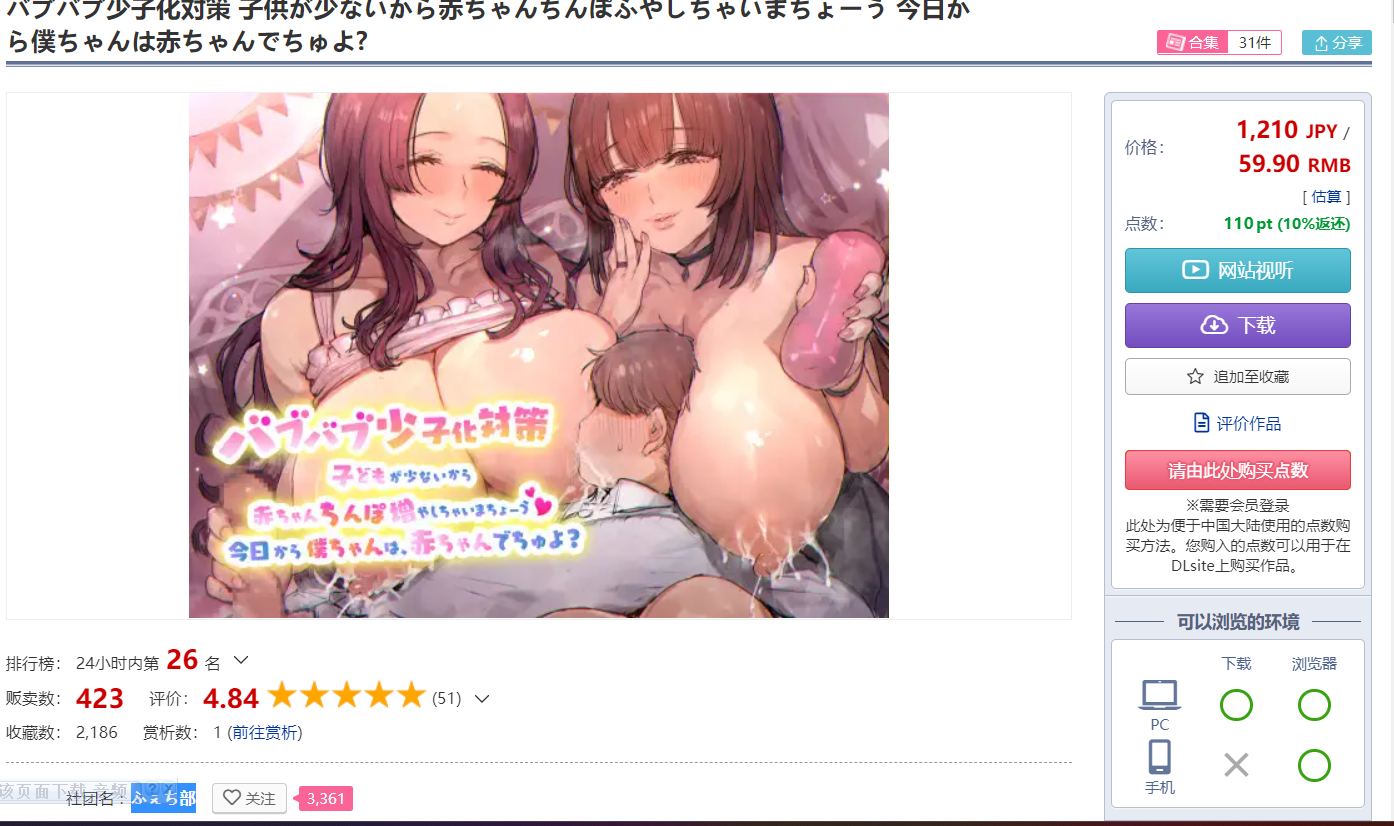 バブバブ少子化対策 子供が少ないから赤ちゃんちんぽふやしちゃいまちょーう 今日か
ら僕ちゃんは赤ちゃんでちゅよ?
合集 31件
分享
バブバブ少子化対策
子どもが少ないから
赤ちゃんちんぽ増やしちゃいまちょーう
今日から僕ちゃんは、赤ちゃんでちゅよ?
价格: 1,210 JPY /
59.90 RMB
[ 估算 ]
点数: 110 pt (10%返还)
网站视听
下载
追加至收藏
评价作品
请由此处购买点数
※需要会员登录
此处为便于中国大陆使用的点数购
买方法。您购入的点数可以用于在
DLsite上购买作品。
可以浏览的环境
下载 浏览器
PC
手机
排行榜: 24小时内第 26 名
贩卖数: 423 评价: 4.84 (51)
收藏数: 2,186 赏析数: 1 (前往赏析)
该页面下载 音频
社团名 : ふぇち部 关注 3,361